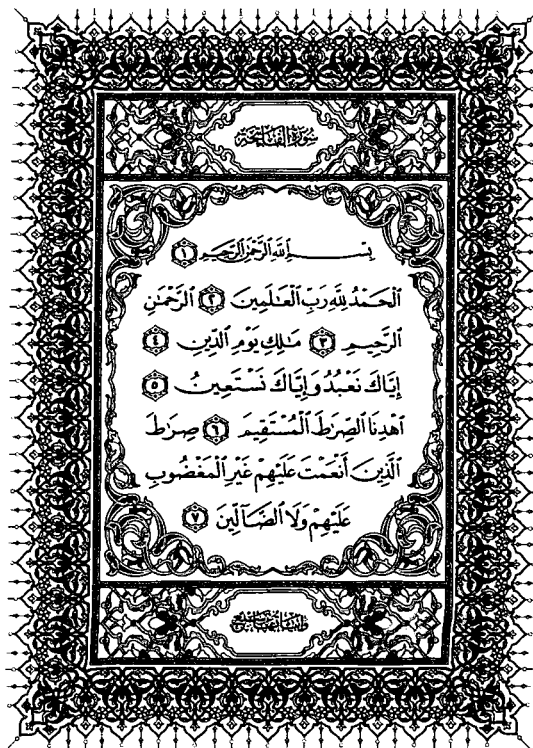 سُورَةُ الفَاتِحَةِ
بِسْمِ ٱللَّهِ ٱلرَّحْمَٰنِ ٱلرَّحِيمِ ١
ٱلْحَمْدُ لِلَّهِ رَبِّ ٱلْعَٰلَمِينَ ٢ ٱلرَّحْمَٰنِ
ٱلرَّحِيمِ ٣ مَٰلِكِ يَوْمِ ٱلدِّينِ ٤
إِيَّاكَ نَعْبُدُ وَإِيَّاكَ نَسْتَعِينُ ٥
ٱهْدِنَا ٱلصِّرَٰطَ ٱلْمُسْتَقِيمَ ٦ صِرَٰطَ
ٱلَّذِينَ أَنْعَمْتَ عَلَيْهِمْ غَيْرِ ٱلْمَغْضُوبِ
عَلَيْهِمْ وَلَا ٱلضَّآلِّينَ ٧